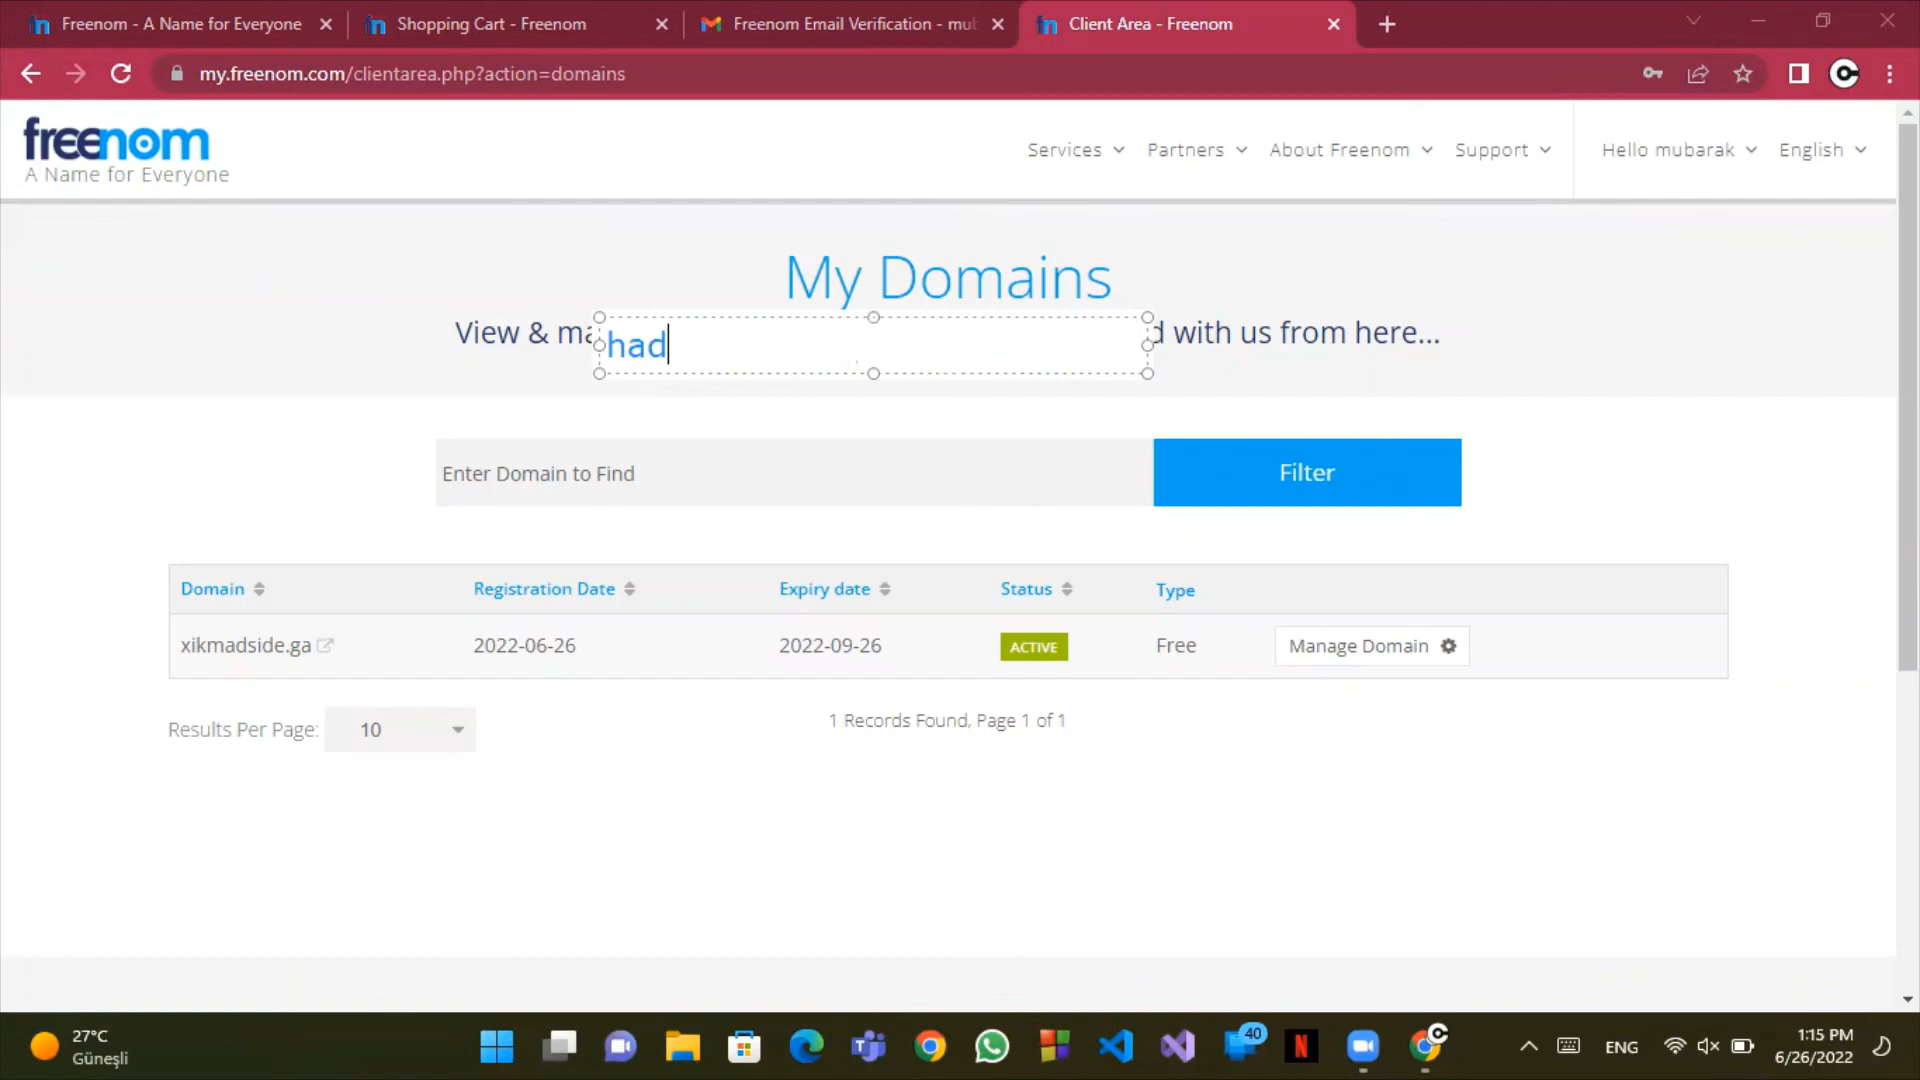 Freenom - A Name for Everyone
Shopping Cart - Freenom
Freenom Email Verification - mub
Client Area - Freenom
my.freenom.com/clientarea.php?action=domains
freenom
A Name for Everyone
Services
Partners
About Freenom
Support
Hello mubarak
English
My Domains
View & ma
had
d with us from here...
Enter Domain to Find
Filter
Domain
Registration Date
Expiry date
Status
Type
xikmadside.ga
2022-06-26
2022-09-26
ACTIVE
Free
Manage Domain
Results Per Page:
10
1 Records Found, Page 1 of 1
27°C
Güneşli
40
N
ENG
1:15 PM
6/26/2022